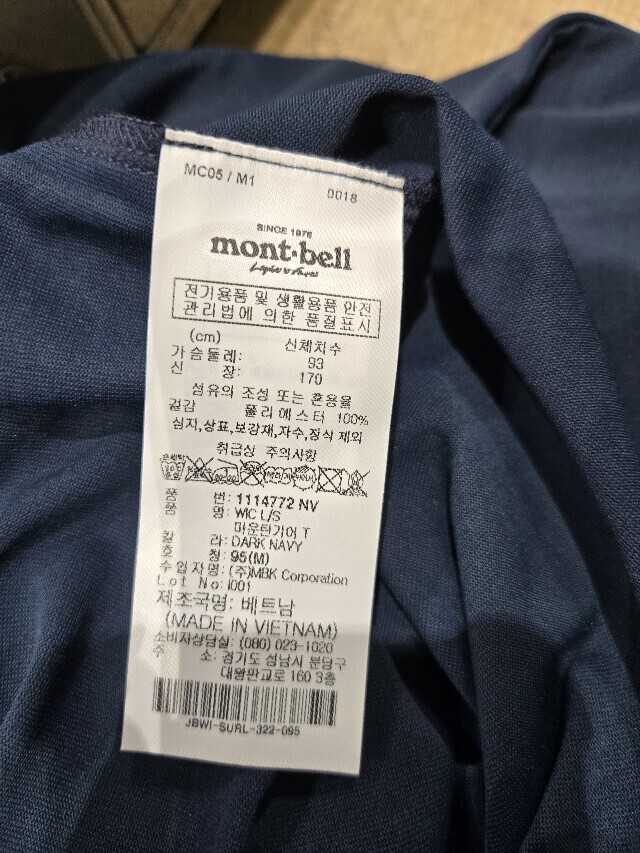 MC05 / M1 0018
SINCE 1975
mont·bell
전기용품 및 생활용품 안전
관리법에 의한 품질표시
(cm) 신체치수
가슴둘레: 93
신 장: 170
섬유의 조성 또는 혼용율
겉감 폴리에스터 100%
심지,상표,보강재,자수,장식 제외
취급상 주의사항
품 번: 1114772 NV
품 명: WIC L/S
마운틴기어 T
칼 라: DARK NAVY
호 칭: 95(M)
수입자명: (주)MBK Corporation
Lot No: I001
제조국명: 베트남
(MADE IN VIETNAM)
소비자상담실: (080) 023-1020
주 소: 경기도 성남시 분당구
대왕판교로 160 3층
JBWI-SURL-322-095